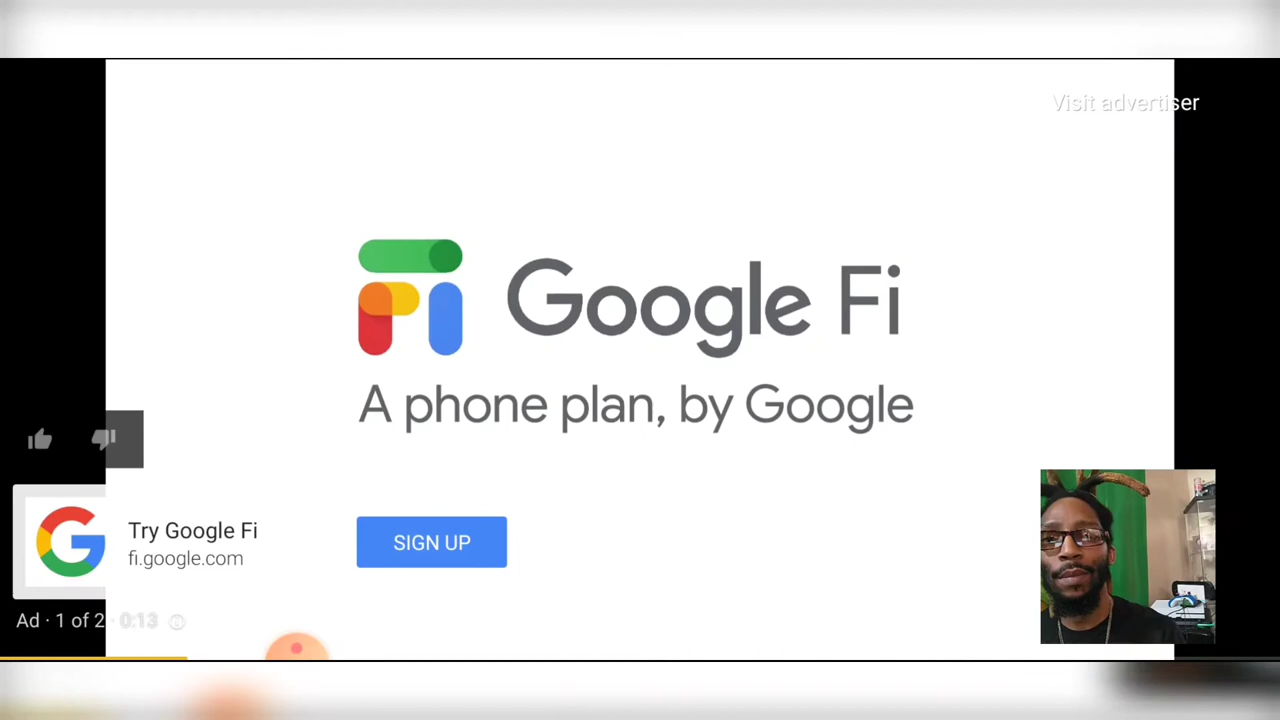 Visit advertiser
Google Fi
A phone plan, by Google
Try Google Fi
fi.google.com
SIGN UP
Ad · 1 of 2 · 0:13